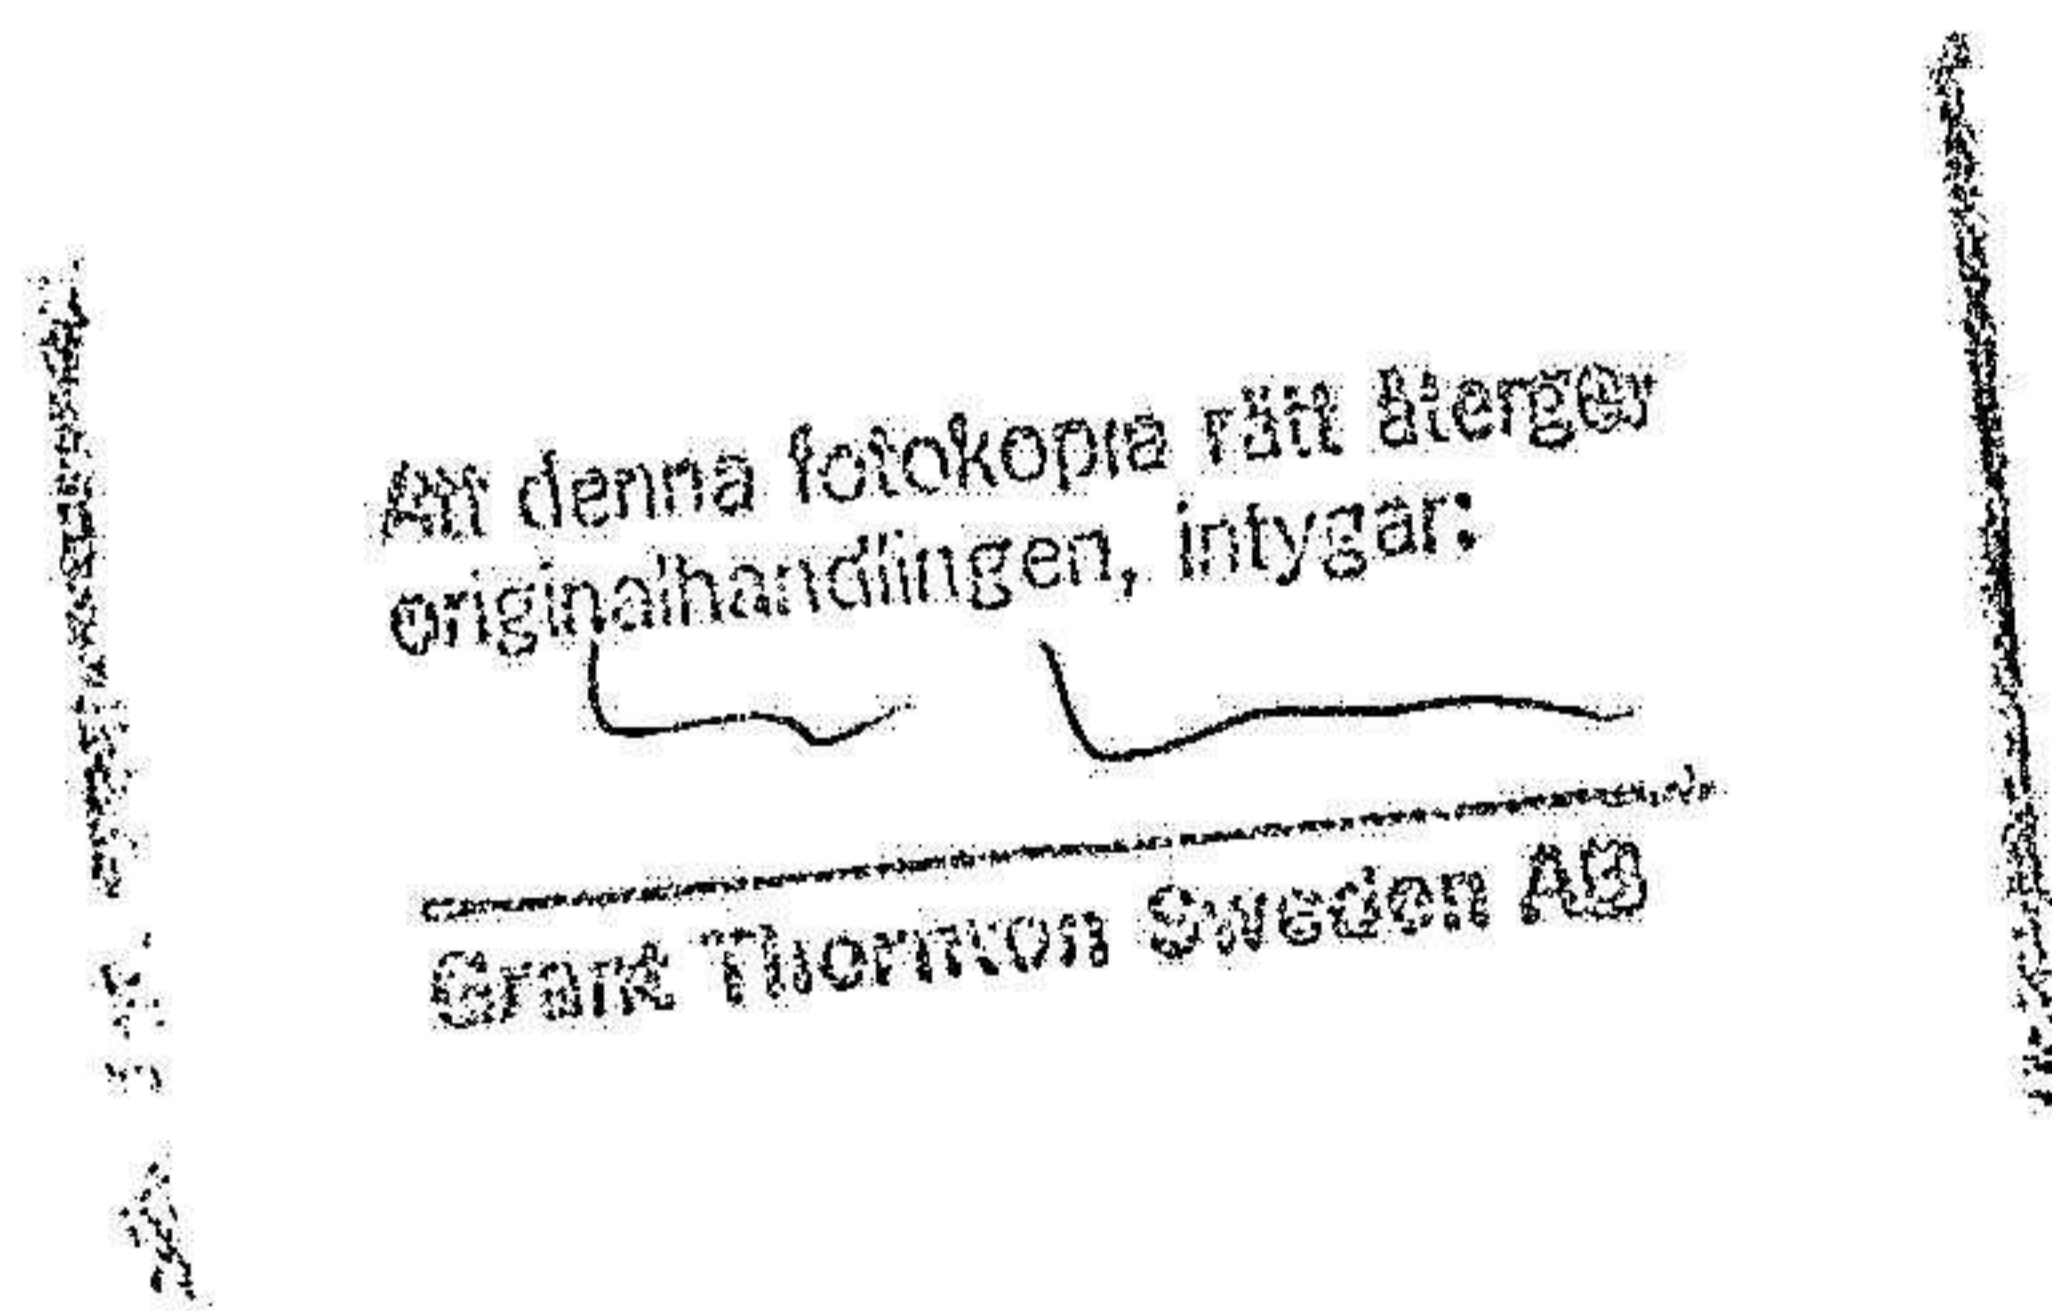 Att denna fotokopia rätt återger
originalhandlingen, intygar:
Grant Thornton Sweden AB